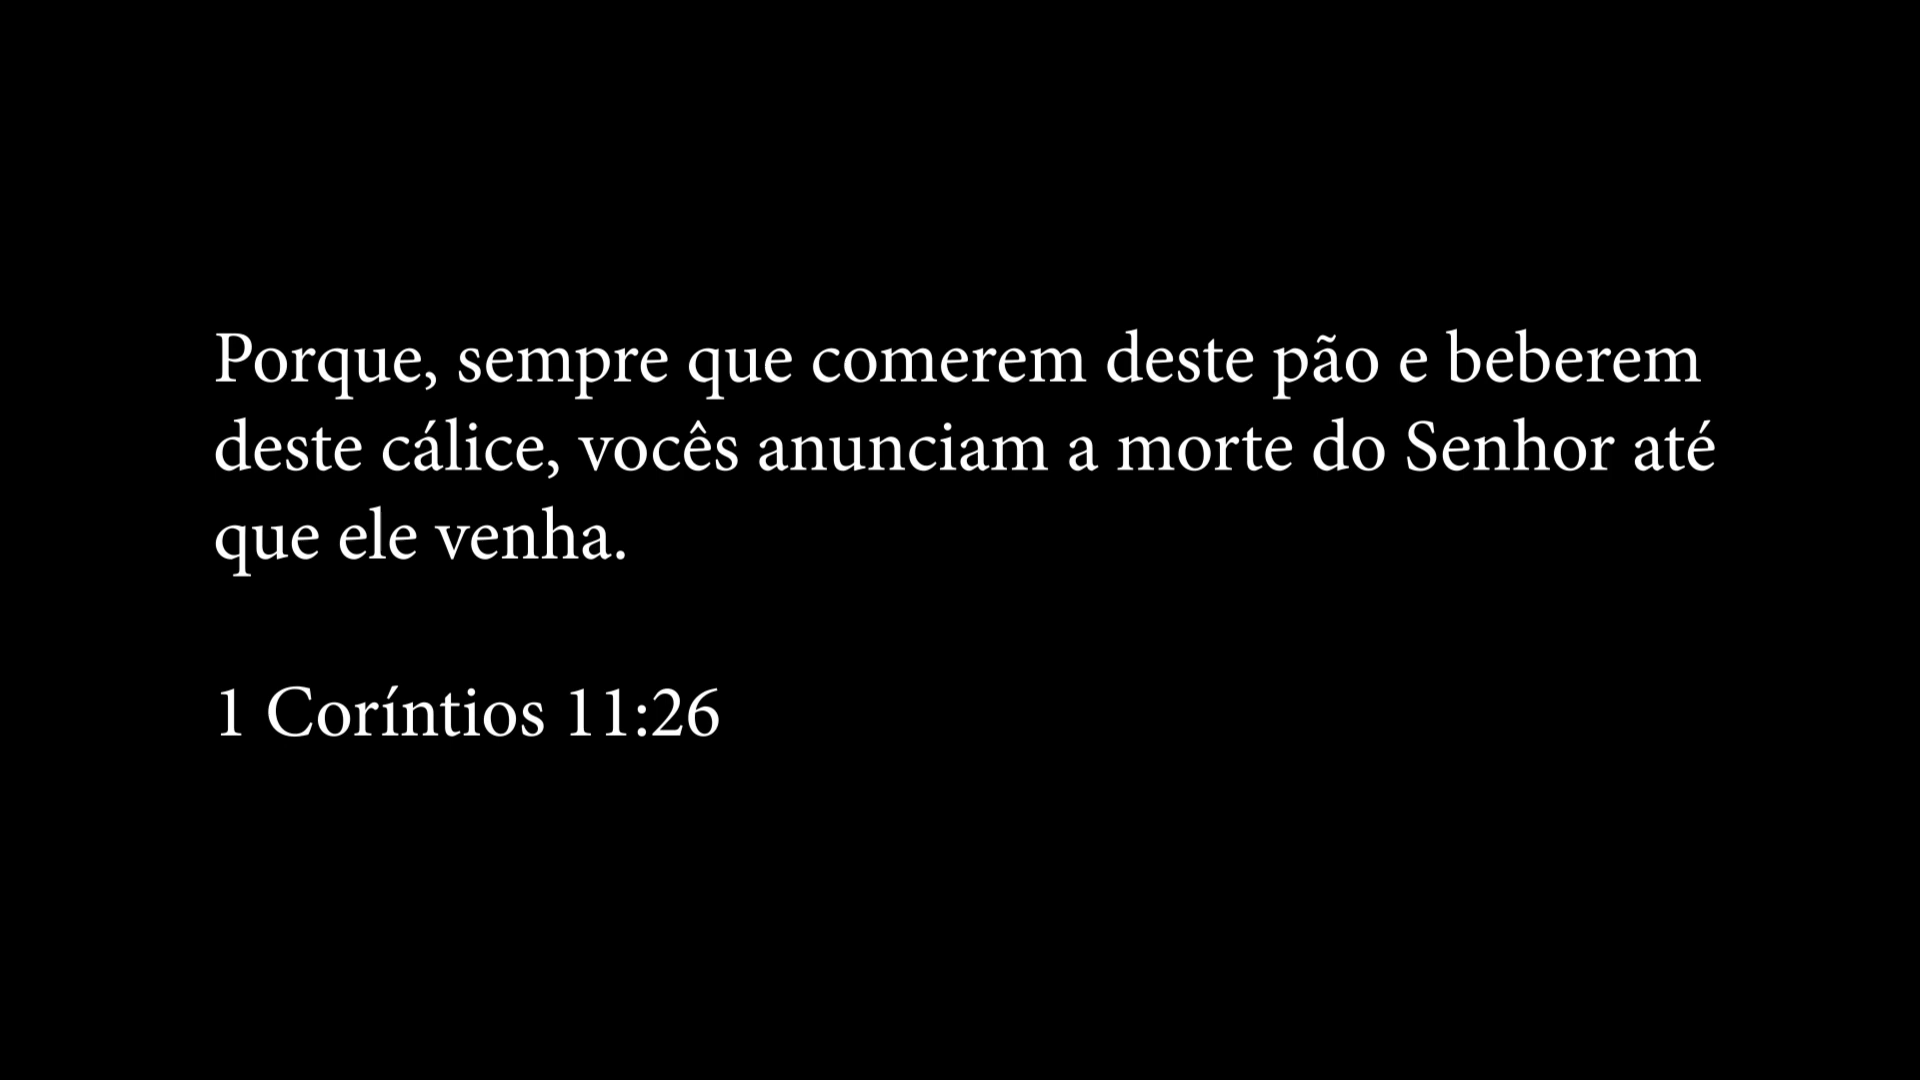 Porque, sempre que comerem deste pão e beberem
deste cálice, vocês anunciam a morte do Senhor até
que ele venha.
1 Coríntios 11:26